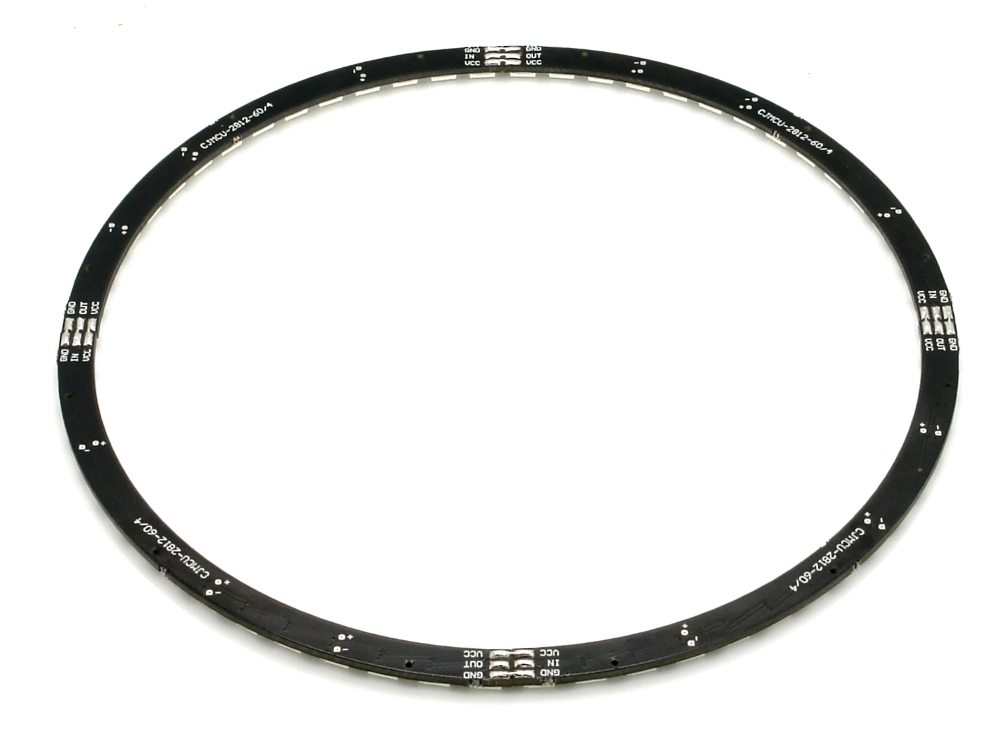 GND GND
IN OUT
VCC VCC
CJMCU-2812-60/4
CJMCU-2812-60/4
GND OUT VCC
GND IN VCC
VCC IN GND
VCC OUT GND
CJMCU-2812-60/4
CJMCU-2812-60/4
VCC VCC
OUT IN
GND GND